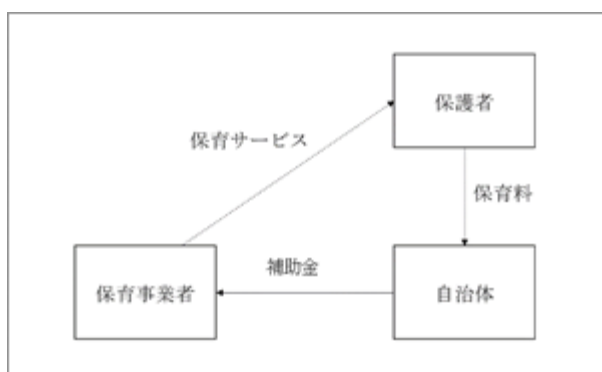 保護者
保育サービス
保育料
補助金
保育事業者
自治体